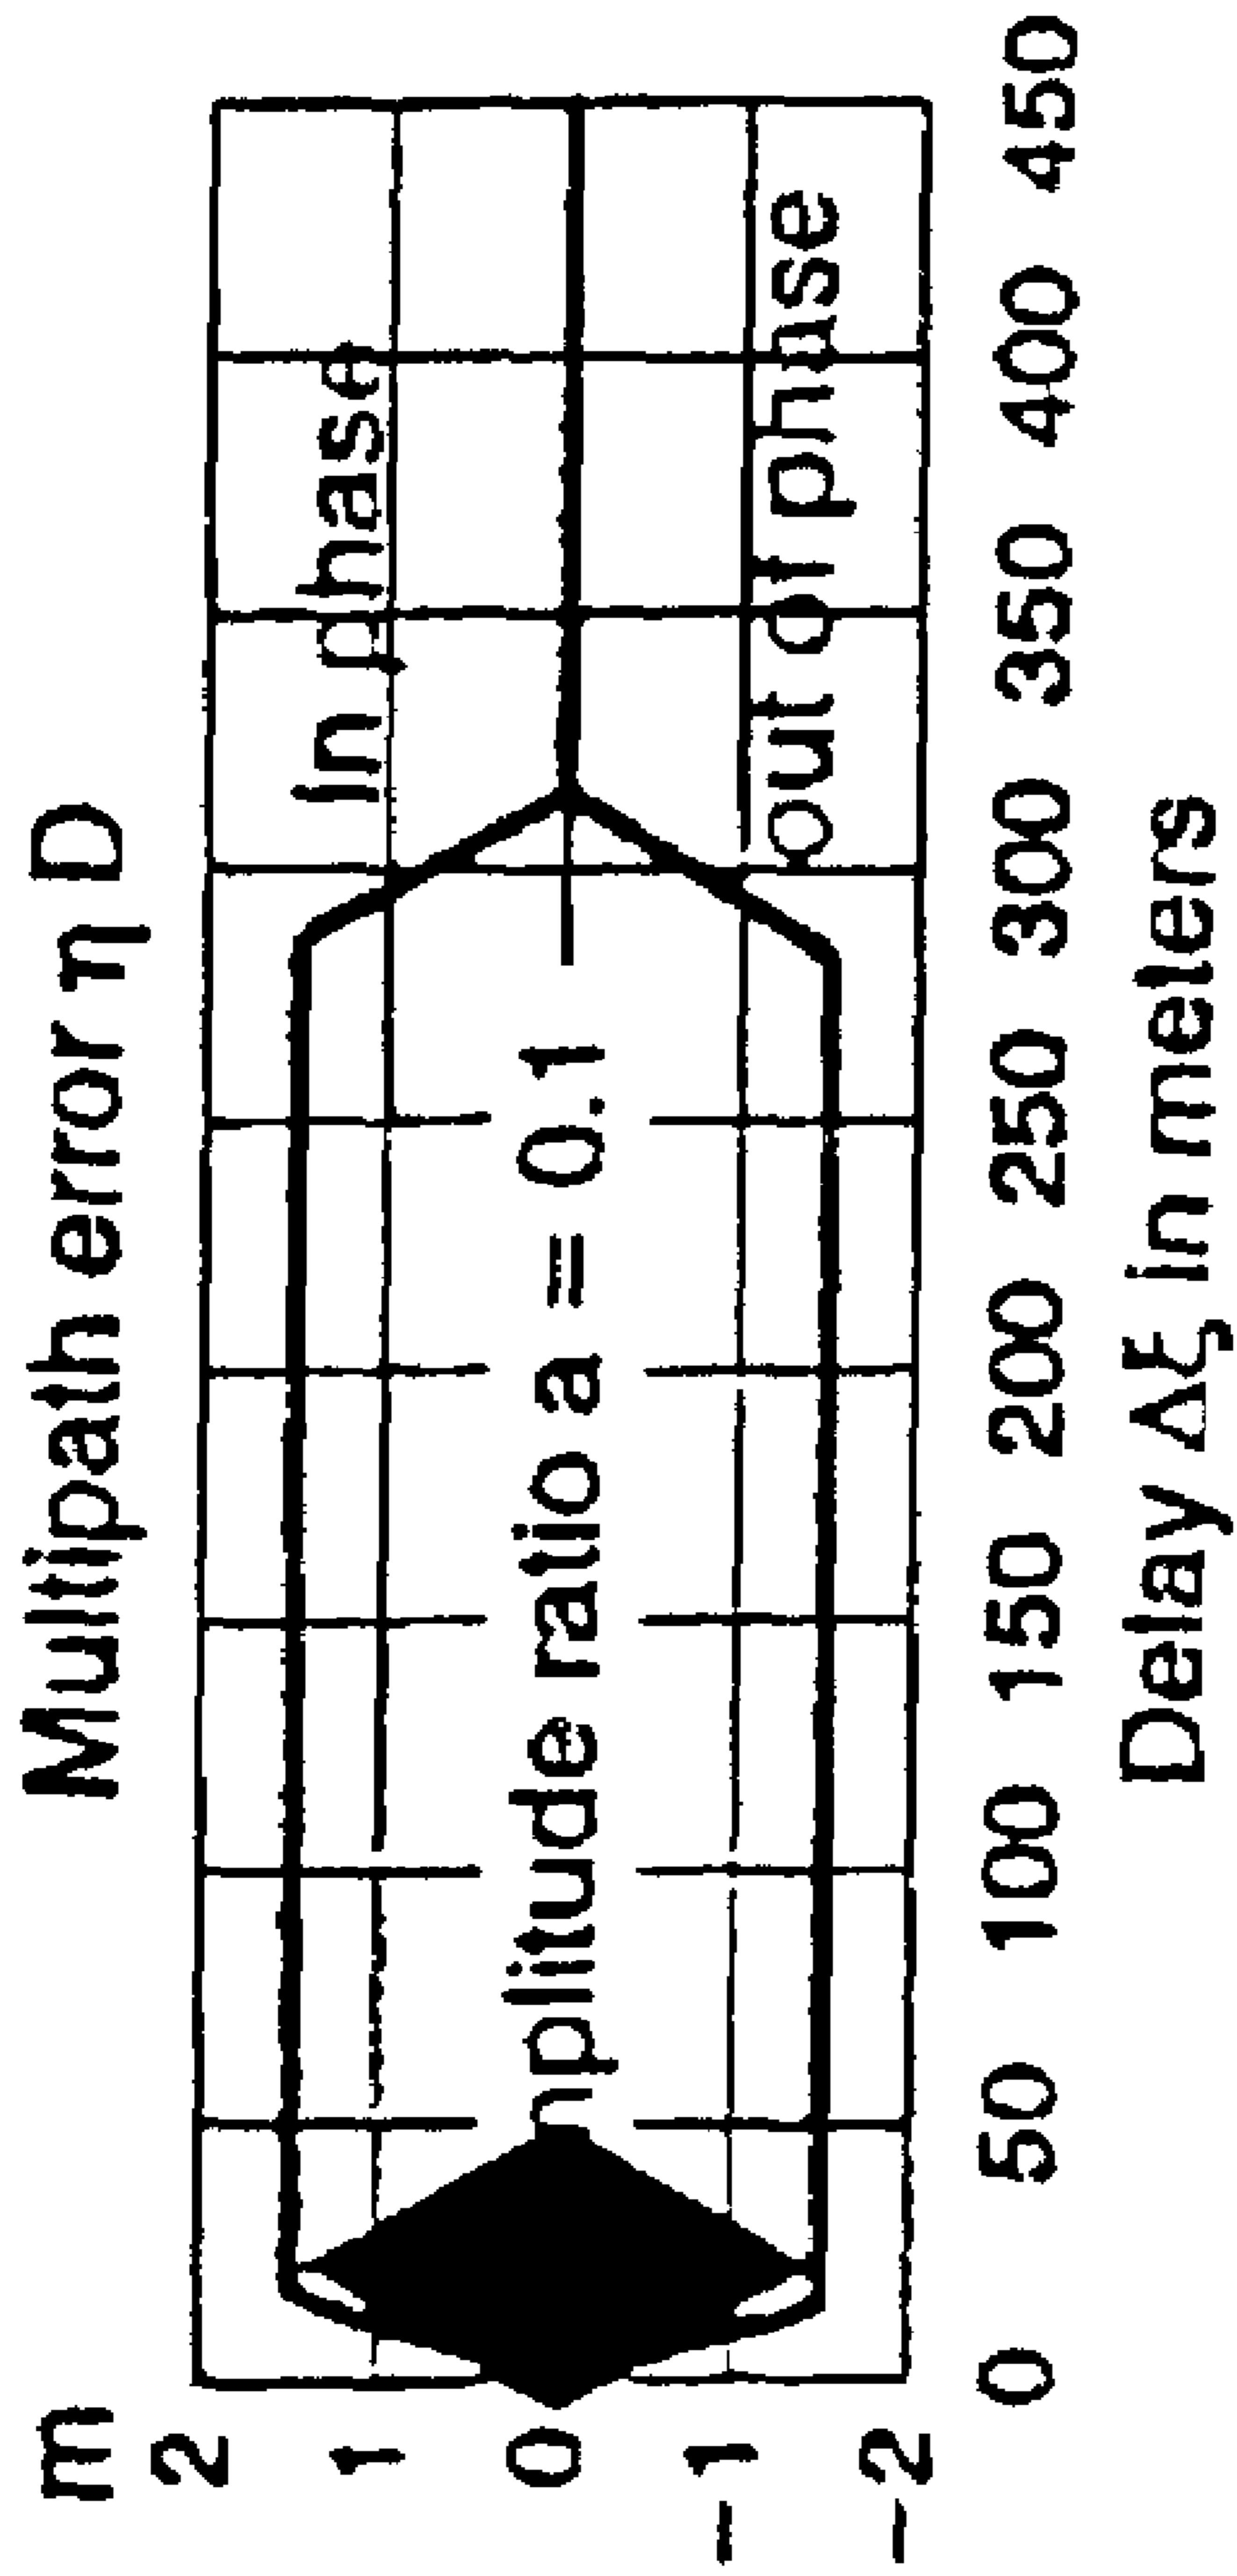 Multipath error η D
m
2
1
0
-1
-2
in phase
nplitude ratio a = 0.1
out of phase
0 50 100 150 200 250 300 350 400 450
Delay Δξ in melers